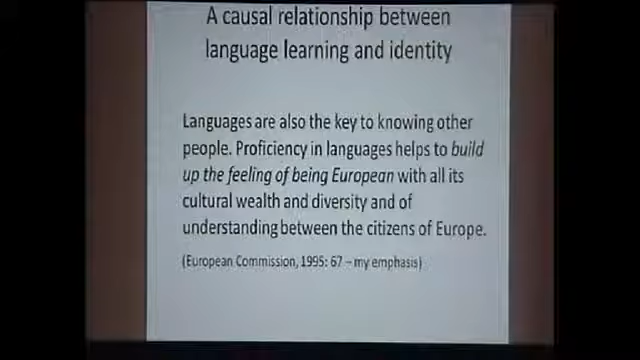 A causal relationship between
language learning and identity
Languages are also the key to knowing other
people. Proficiency in languages helps to build
up the feeling of being European with all its
cultural wealth and diversity and of
understanding between the citizens of Europe.
(European Commission, 1995: 67 – my emphasis)